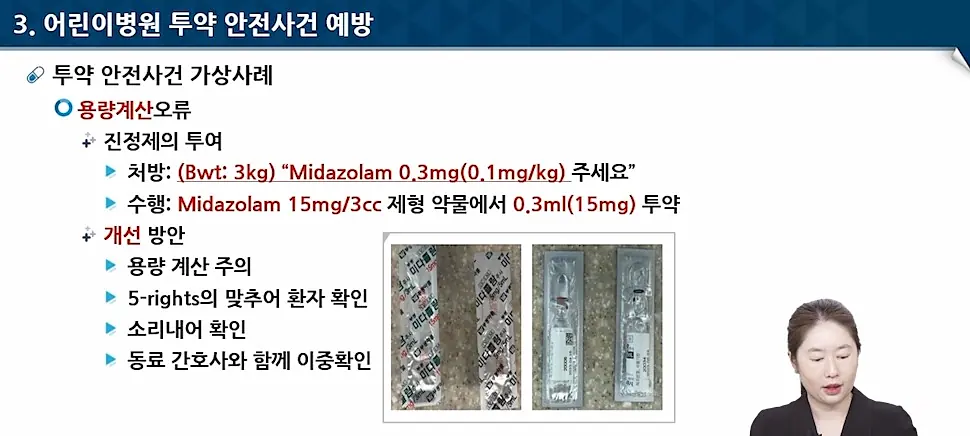 3. 어린이병원 투약 안전사건 예방
투약 안전사건 가상사례
용량계산오류
진정제의 투여
처방: (Bwt: 3kg) “Midazolam 0.3mg(0.1mg/kg) 주세요”
수행: Midazolam 15mg/3cc 제형 약물에서 0.3ml(15mg) 투약
개선 방안
용량 계산 주의
5-rights의 맞추어 환자 확인
소리내어 확인
동료 간호사와 함께 이중확인